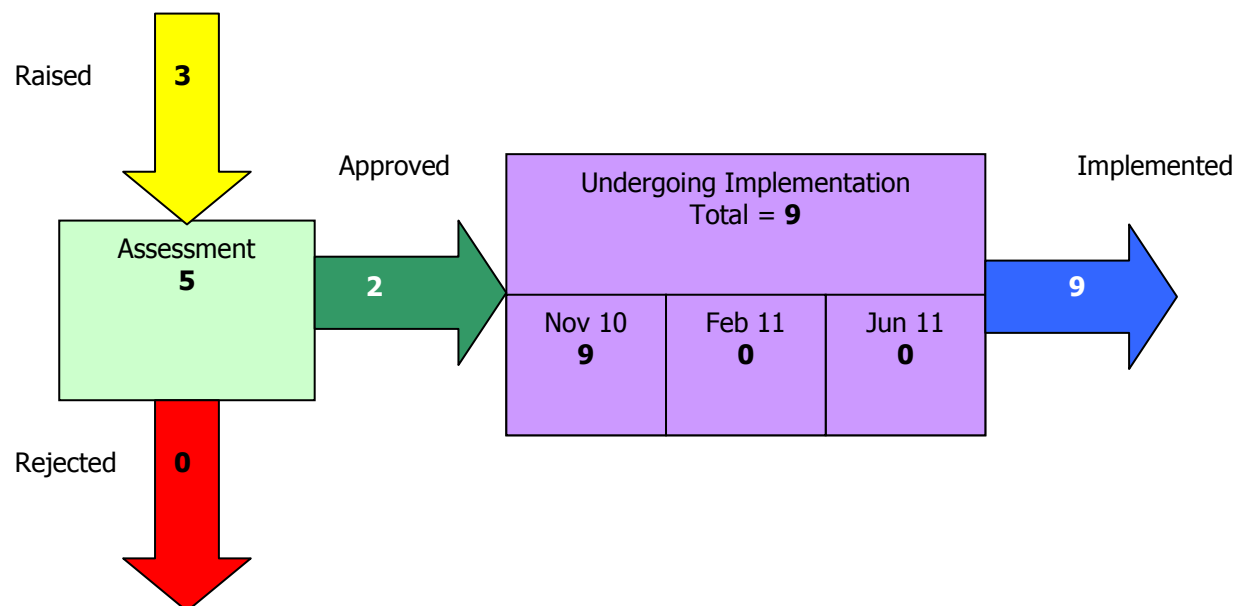 Raised
3
Approved
Undergoing Implementation
Total = 9
Implemented
Assessment
5
2
9
Nov 10
9
Feb 11
0
Jun 11
0
Rejected
0